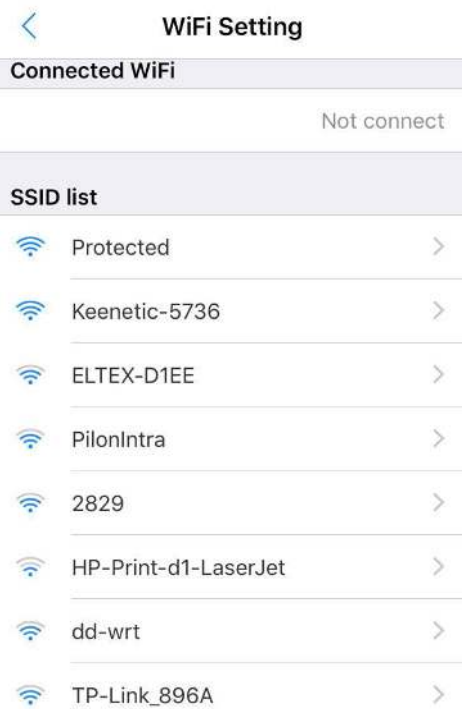 WiFi Setting
Connected WiFi
Not connect
SSID list
Protected
Keenetic-5736
ELTEX-D1EE
PilonIntra
2829
HP-Print-d1-LaserJet
dd-wrt
TP-Link_896A